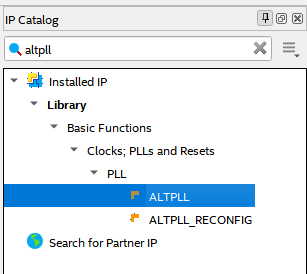 IP Catalog
altpll
Installed IP
Library
Basic Functions
Clocks; PLLs and Resets
PLL
ALTPLL
ALTPLL_RECONFIG
Search for Partner IP